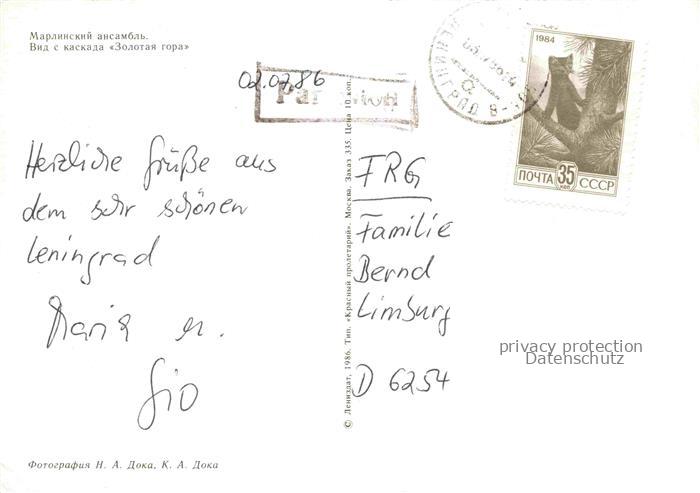 Марлинский ансамбль.
Вид с каскада «Золотая гора»
02.07.86
Par avion
1984
ПОЧТА 35 коп СССР
Herzliche Grüße aus
dem sehr schönen
Leningrad
Maria u.
Gio
© Лениздат, 1986. Тип. «Красный пролетарий». Москва. Заказ 335. Цена 10 коп.
FRG
Familie
Bernd
Limburg
D 6254
privacy protection
Datenschutz
Фотография Н. А. Дока, К. А. Дока